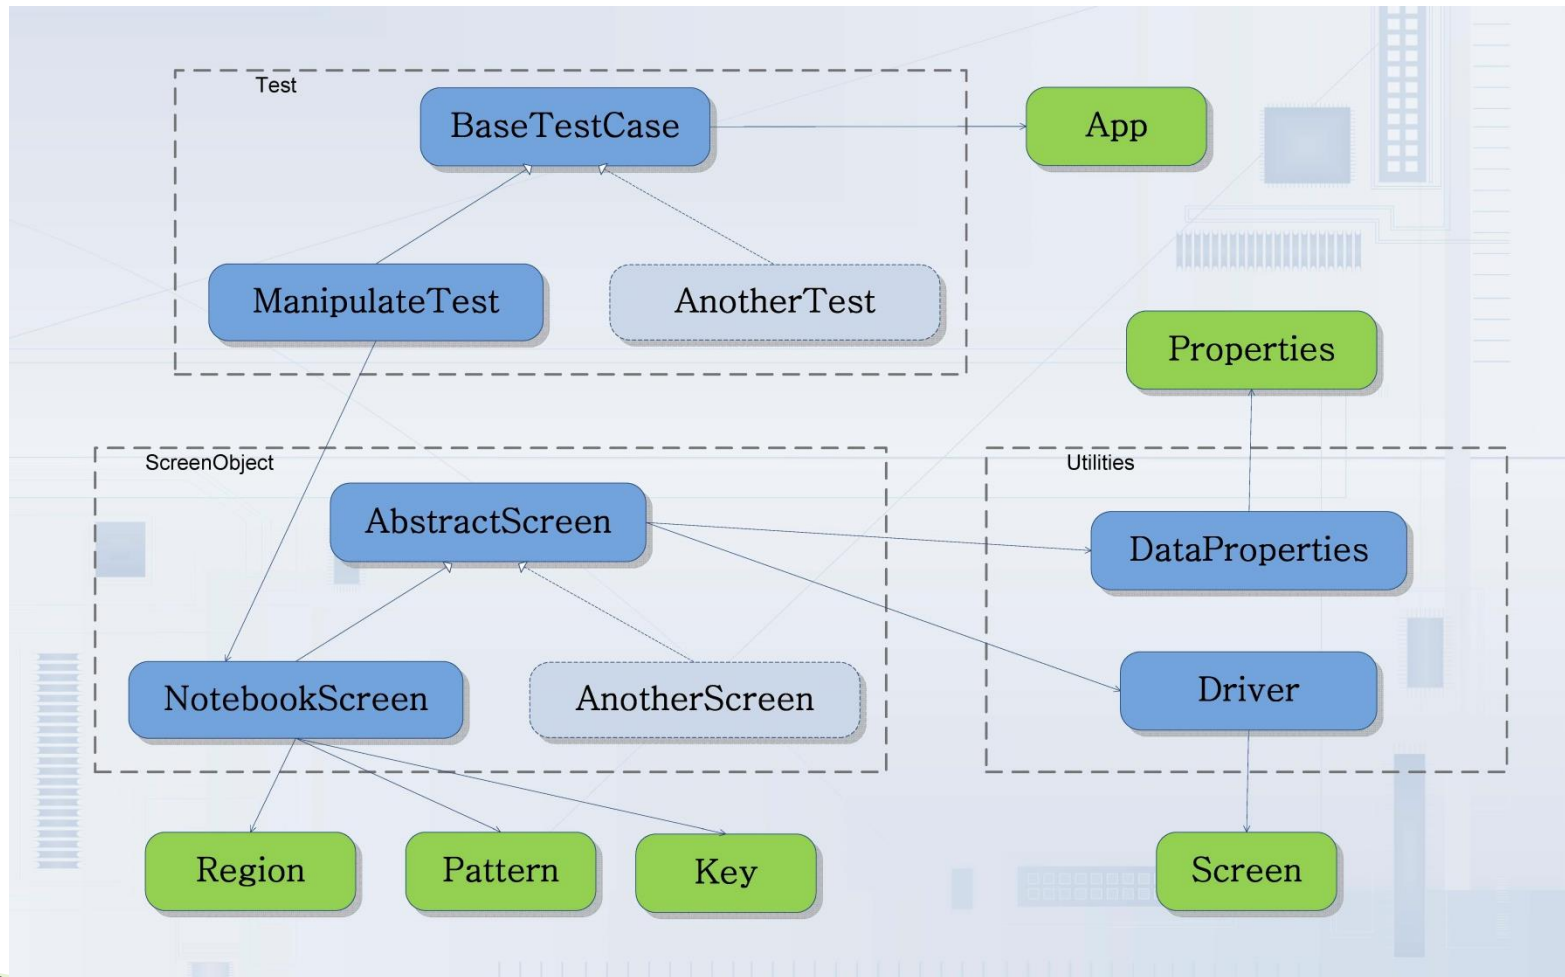 Test
BaseTestCase
App
ManipulateTest
AnotherTest
Properties
ScreenObject
Utilities
AbstractScreen
DataProperties
NotebookScreen
AnotherScreen
Driver
Region
Pattern
Key
Screen